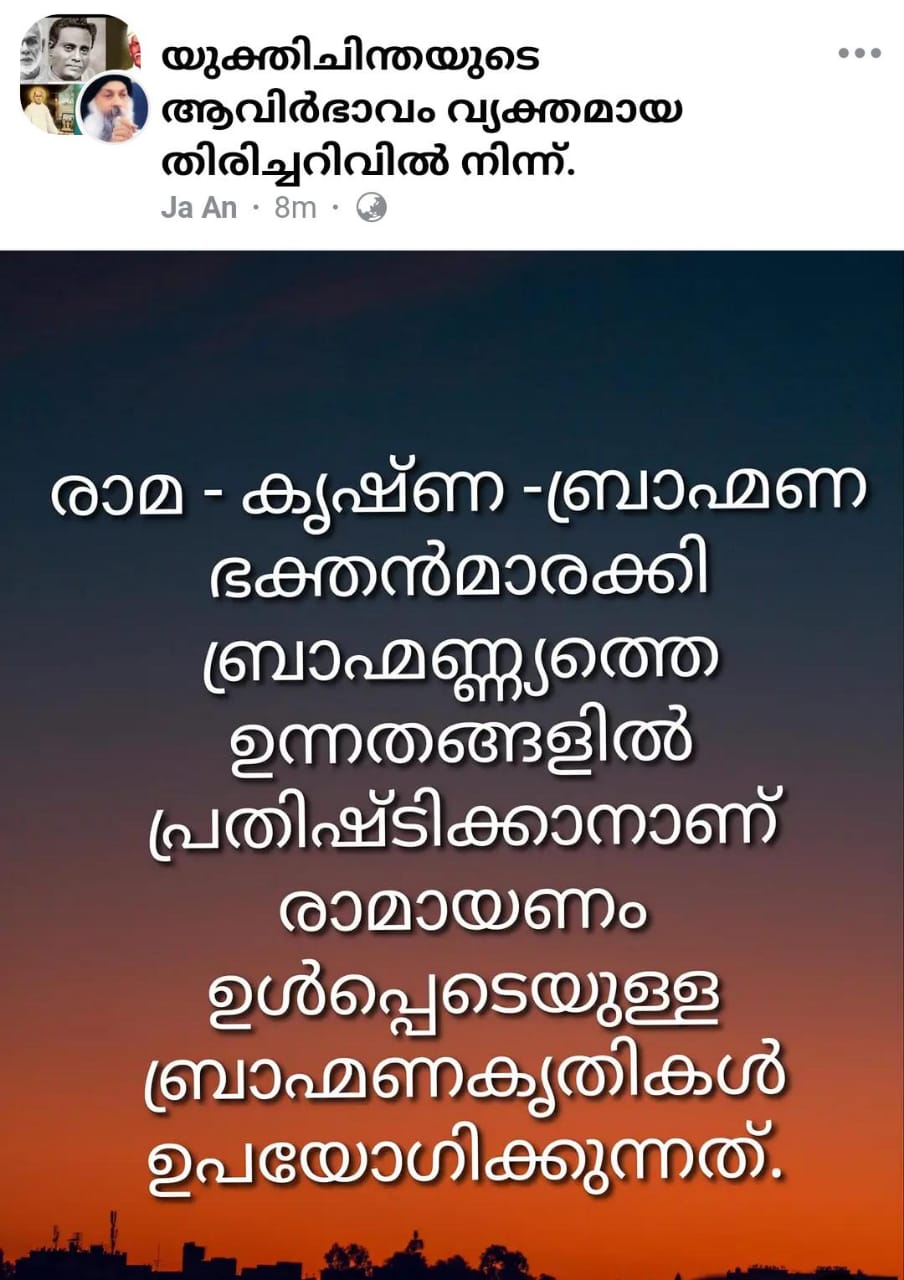 യുക്തിചിന്തയുടെ
ആവിർഭാവം വ്യക്തമായ
തിരിച്ചറിവിൽ നിന്ന്.
Ja An · 8m ·
രാമ - കൃഷ്ണ -ബ്രാഹ്മണ
ഭക്തൻമാരക്കി
ബ്രാഹ്മണ്ണ്യത്തെ
ഉന്നതങ്ങളിൽ
പ്രതിഷ്ടിക്കാനാണ്
രാമായണം
ഉൾപ്പെടെയുള്ള
ബ്രാഹ്മണകൃതികൾ
ഉപയോഗിക്കുന്നത്.